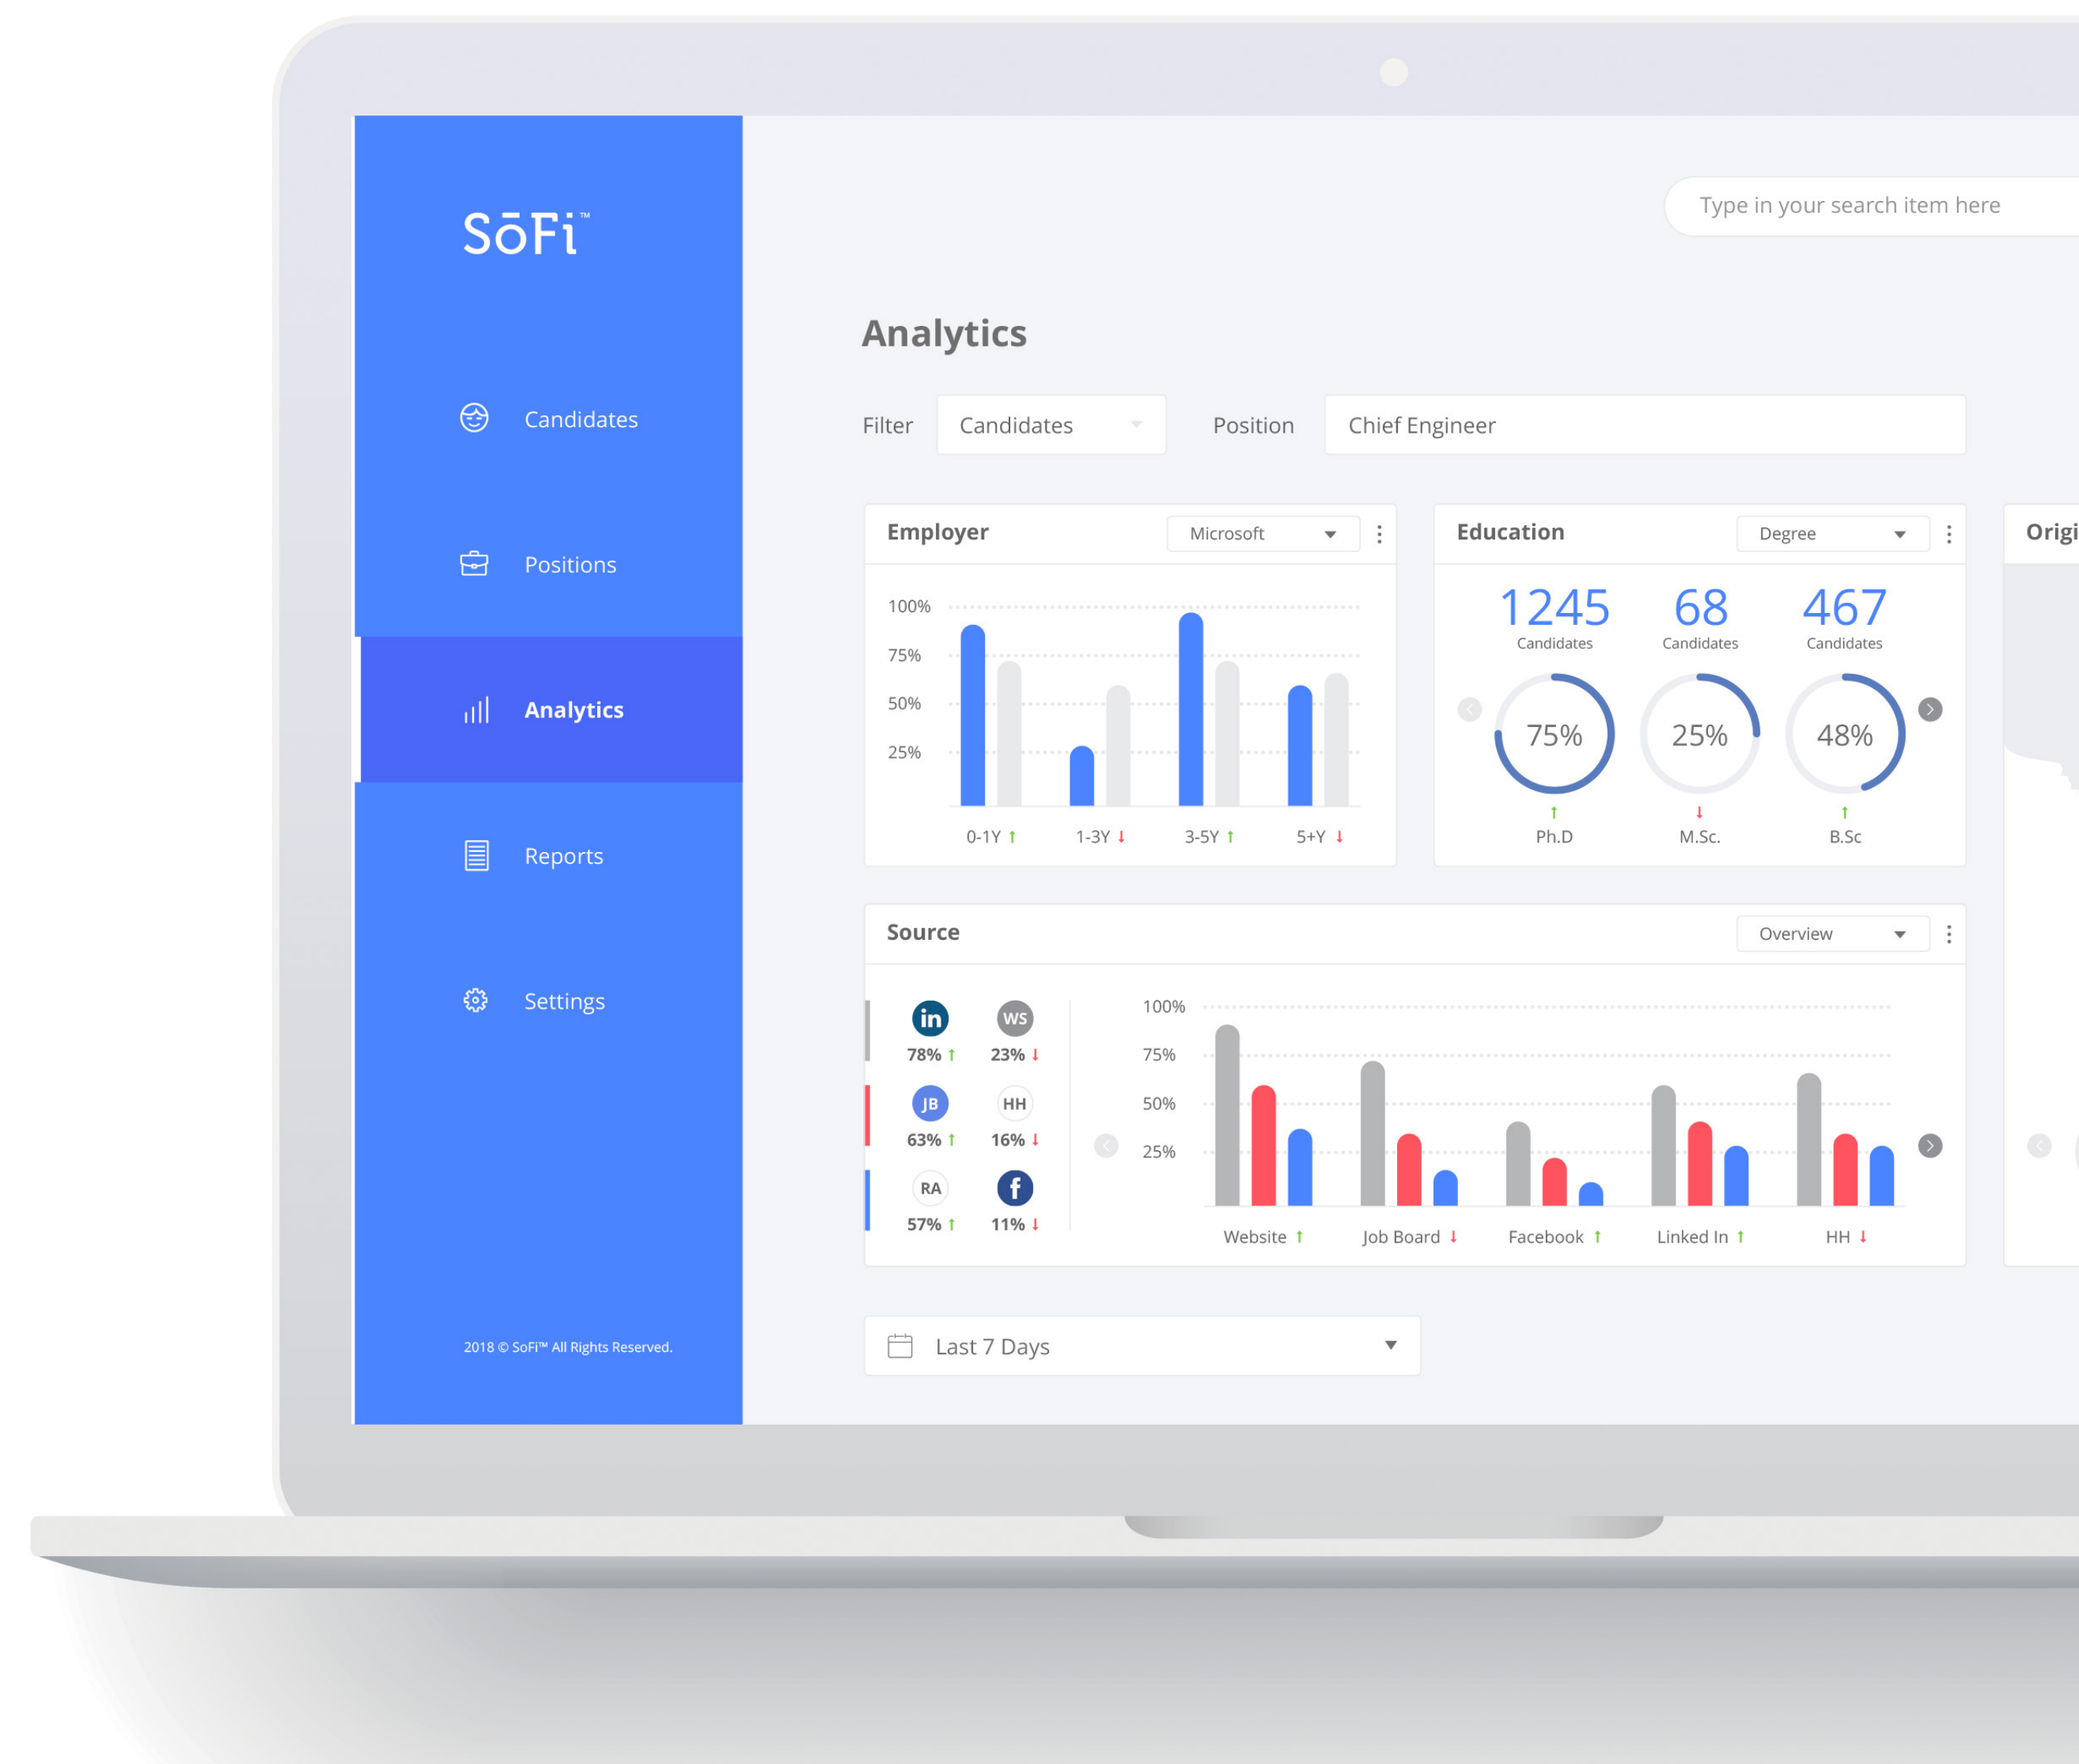 SōFi™
Type in your search item here
Candidates
Positions
Analytics
Reports
Settings
2018 © SoFi™ All Rights Reserved.
Analytics
Filter Candidates Position Chief Engineer
Employer Microsoft
100%
75%
50%
25%
0-1Y 1-3Y 3-5Y 5+Y
Education Degree
1245 68 467
Candidates Candidates Candidates
75% 25% 48%
Ph.D M.Sc. B.Sc
Origi
Source Overview
in WS
78% 23%
JB HH
63% 16%
RA f
57% 11%
100%
75%
50%
25%
Website Job Board Facebook Linked In HH
Last 7 Days